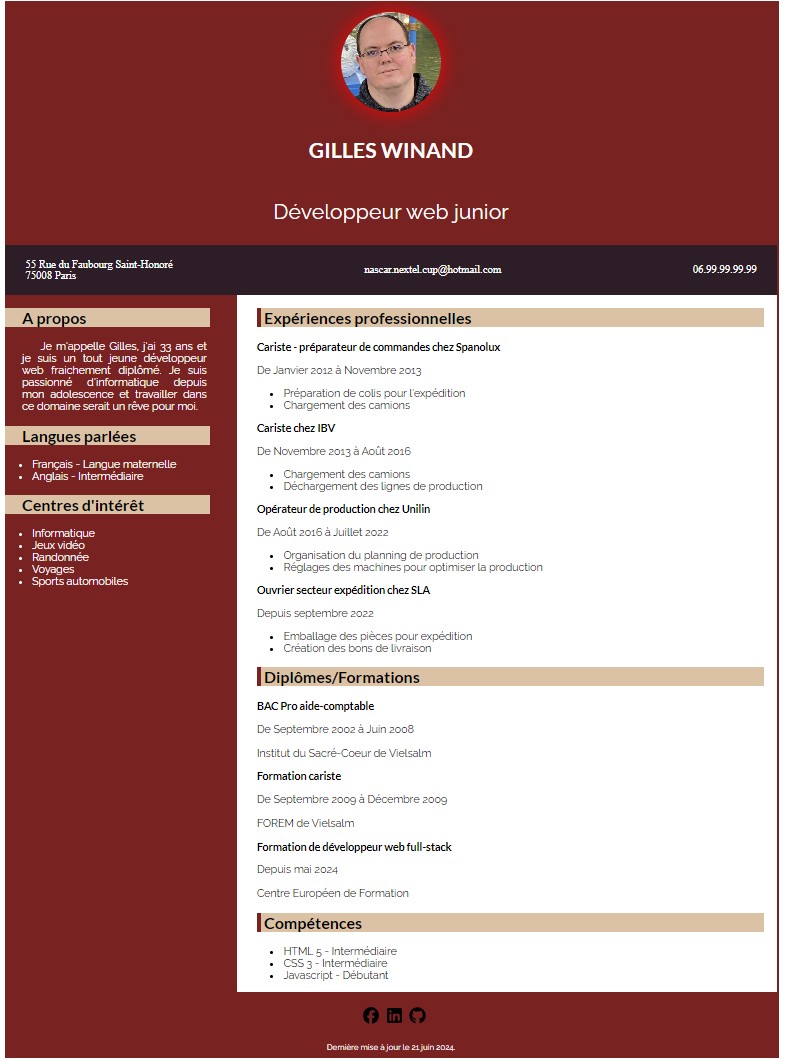 GILLES WINAND
Développeur web junior
55 Rue du Faubourg Saint-Honoré
75008 Paris
nascar.nextel.cup@hotmail.com
06.99.99.99.99
A propos
Je m'appelle Gilles, j'ai 33 ans et
je suis un tout jeune développeur
web fraichement diplômé. Je suis
passionné d'informatique depuis
mon adolescence et travailler dans
ce domaine serait un rêve pour moi.
Langues parlées
Français - Langue maternelle
Anglais - Intermédiaire
Centres d'intérêt
Informatique
Jeux vidéo
Randonnée
Voyages
Sports automobiles
Expériences professionnelles
Cariste - préparateur de commandes chez Spanolux
De Janvier 2012 à Novembre 2013
Préparation de colis pour l'expédition
Chargement des camions
Cariste chez IBV
De Novembre 2013 à Août 2016
Chargement des camions
Déchargement des lignes de production
Opérateur de production chez Unilin
De Août 2016 à Juillet 2022
Organisation du planning de production
Réglages des machines pour optimiser la production
Ouvrier secteur expédition chez SLA
Depuis septembre 2022
Emballage des pièces pour expédition
Création des bons de livraison
Diplômes/Formations
BAC Pro aide-comptable
De Septembre 2002 à Juin 2008
Institut du Sacré-Coeur de Vielsalm
Formation cariste
De Septembre 2009 à Décembre 2009
FOREM de Vielsalm
Formation de développeur web full-stack
Depuis mai 2024
Centre Européen de Formation
Compétences
HTML 5 - Intermédiaire
CSS 3 - Intermédiaire
Javascript - Débutant
Dernière mise à jour le 21 juin 2024.